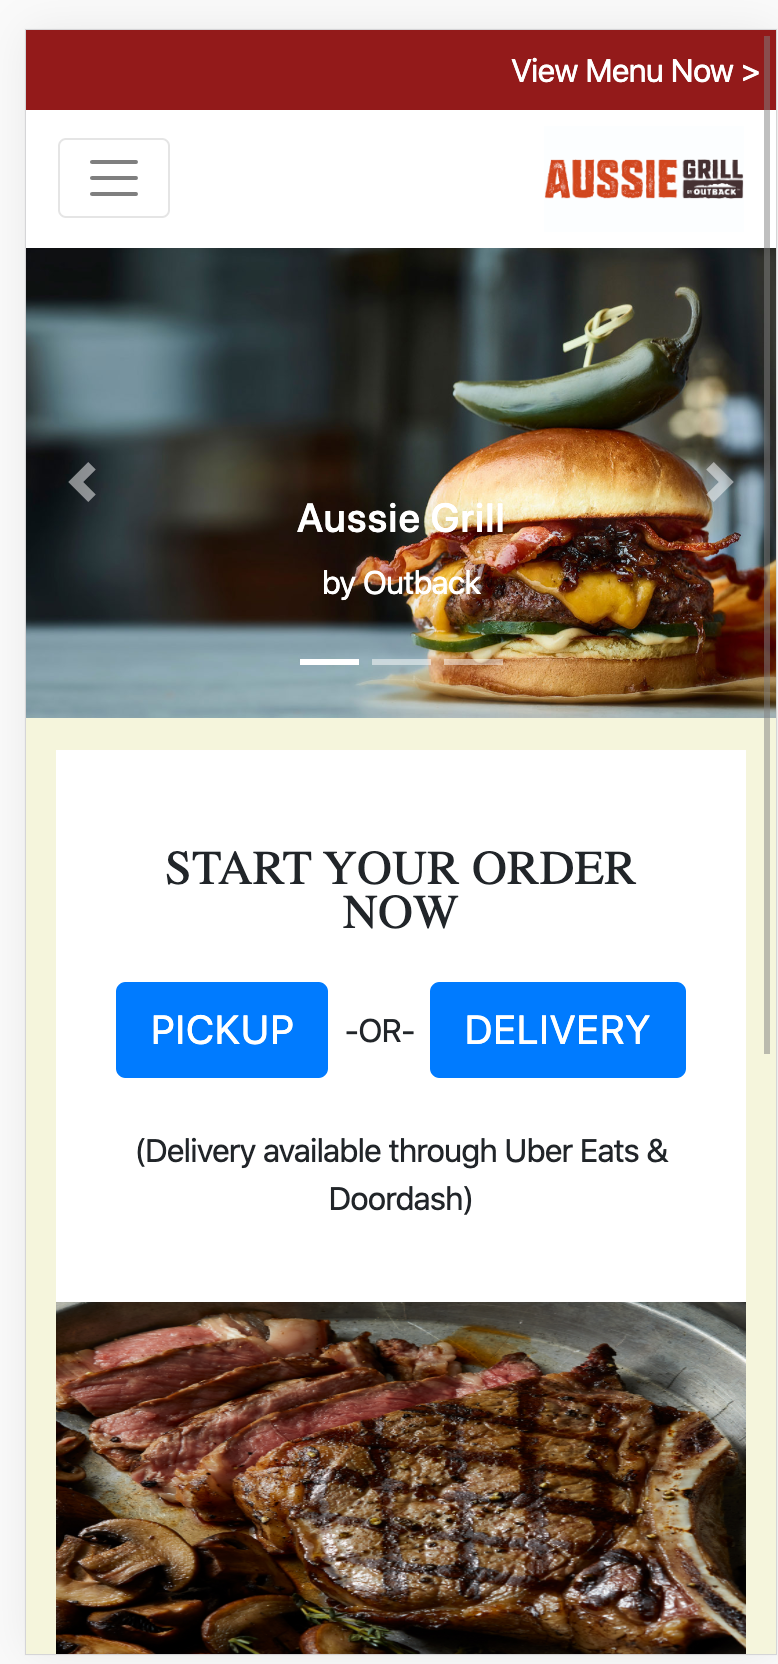 View Menu Now >
AUSSIE GRILL
BY OUTBACK
Aussie Grill
by Outback
START YOUR ORDER
NOW
PICKUP -OR- DELIVERY
(Delivery available through Uber Eats &
Doordash)